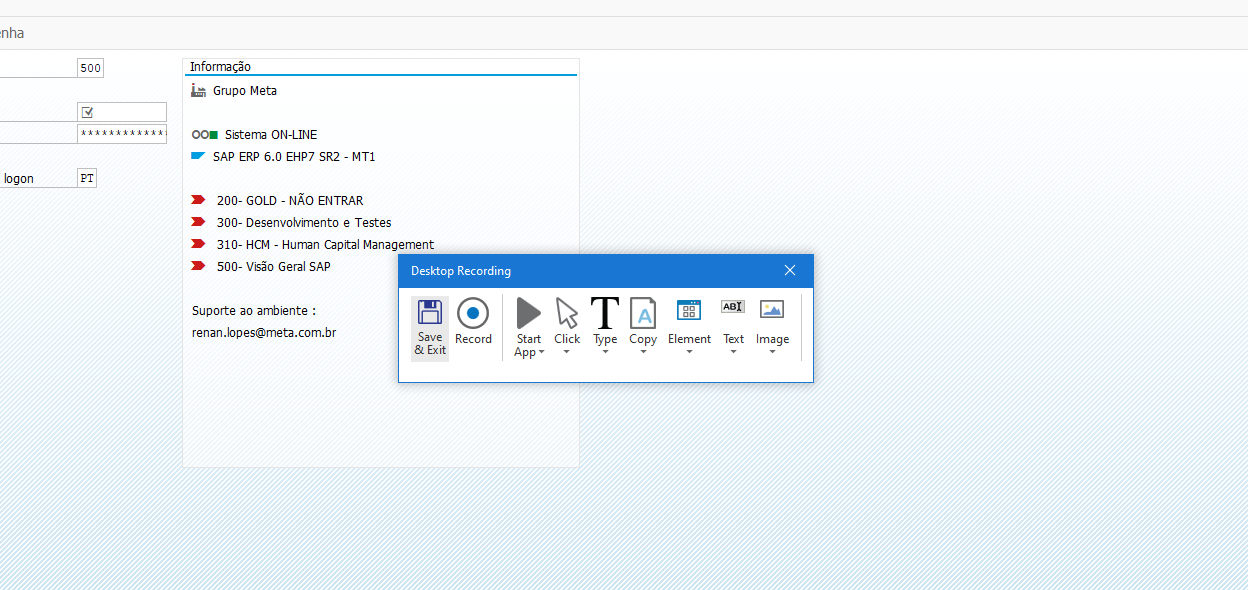 enha
500
Informação
Grupo Meta
************
Sistema ON-LINE
SAP ERP 6.0 EHP7 SR2 - MT1
logon
PT
200- GOLD - NÃO ENTRAR
300- Desenvolvimento e Testes
310- HCM - Human Capital Management
500- Visão Geral SAP
Suporte ao ambiente :
renan.lopes@meta.com.br
Desktop Recording
Save & Exit
Record
Start App
Click
T
Type
A
Copy
Element
ABI
Text
Image